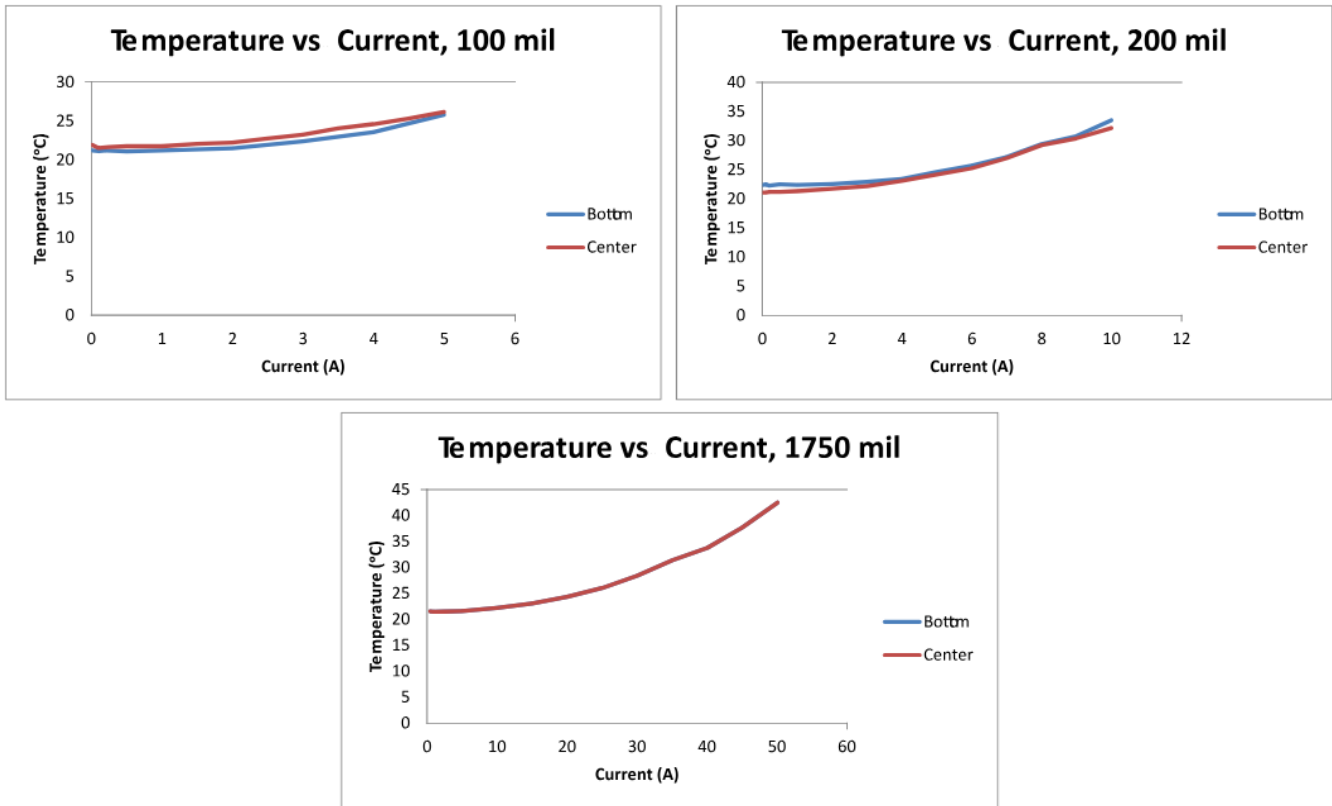 Temperature vs Current, 100 mil
30
25
20
15
10
5
0
0 1 2 3 4 5 6
Temperature (°C)
Current (A)
Bottom
Center
Temperature vs Current, 200 mil
40
35
30
25
20
15
10
5
0
0 2 4 6 8 10 12
Temperature (°C)
Current (A)
Bottom
Center
Temperature vs Current, 1750 mil
45
40
35
30
25
20
15
10
5
0
0 10 20 30 40 50 60
Temperature (°C)
Current (A)
Bottom
Center